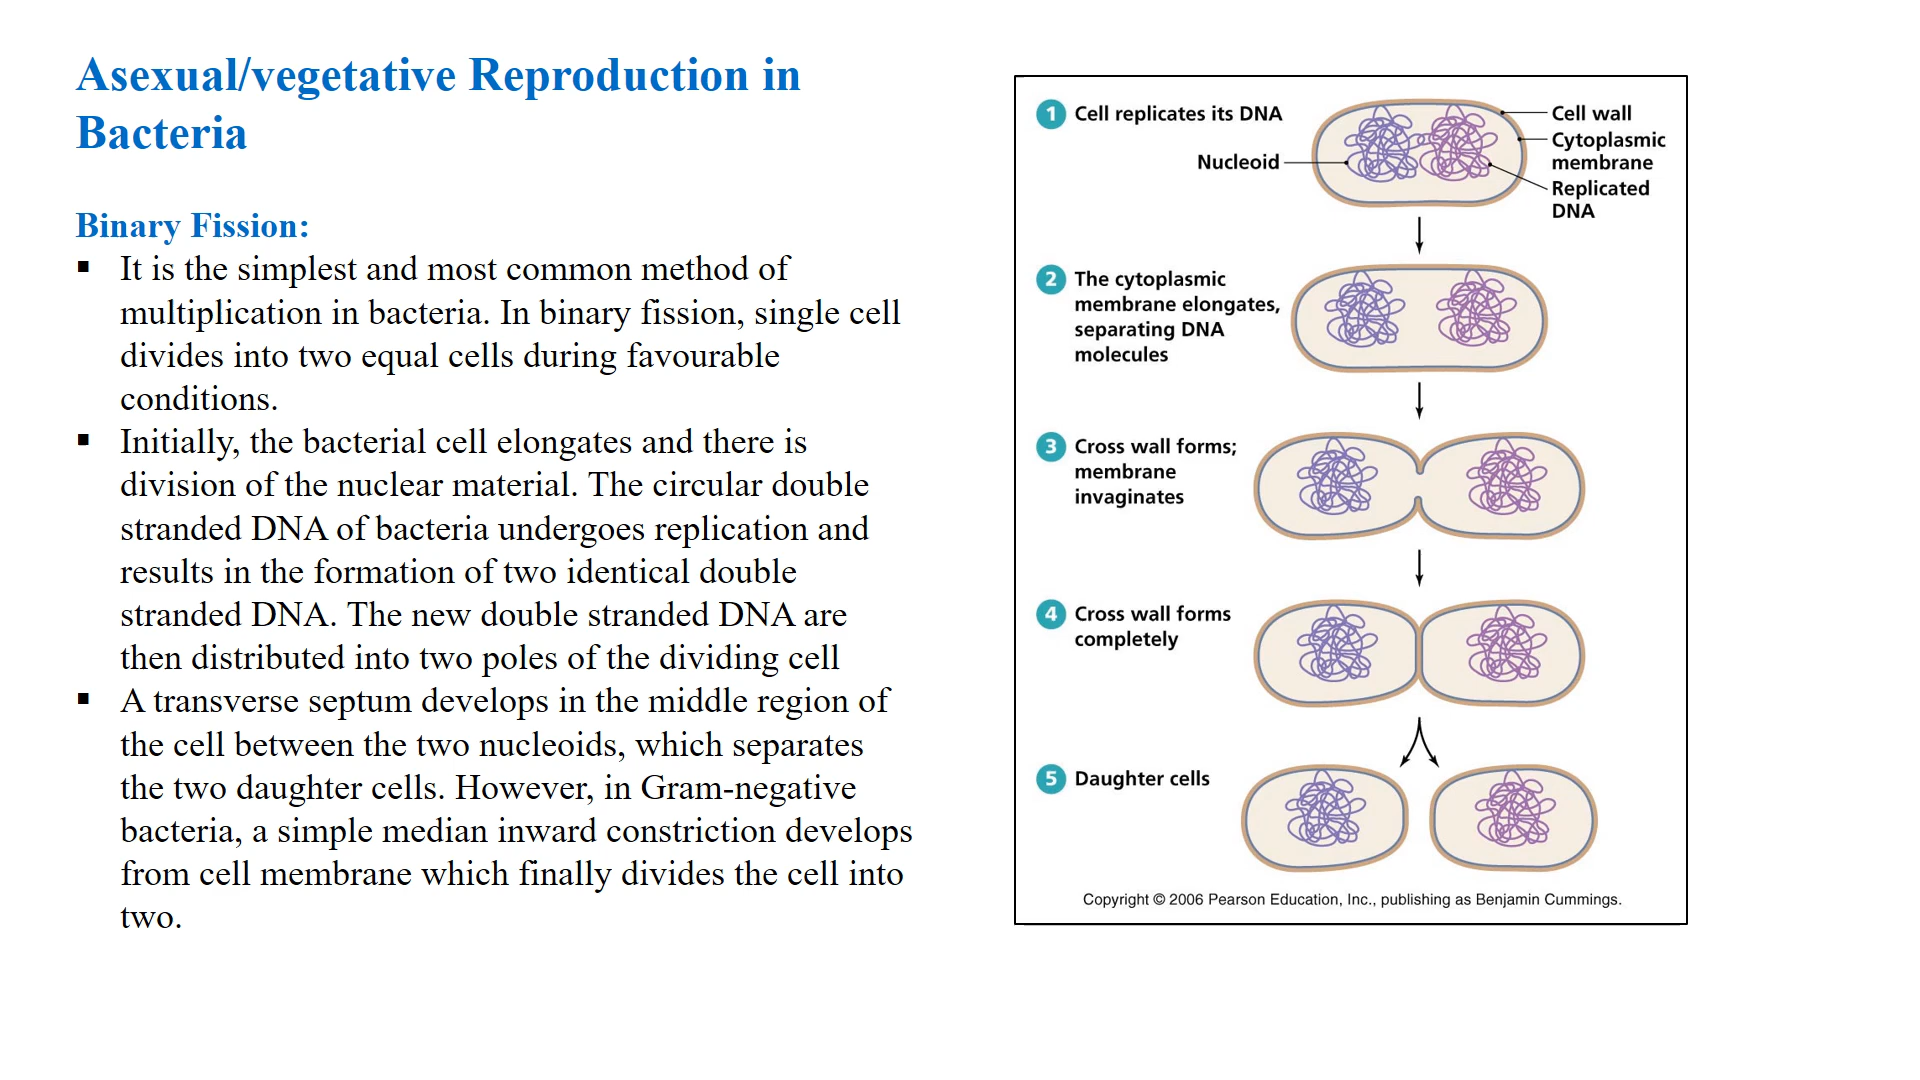 Asexual/vegetative Reproduction in
Bacteria
Binary Fission:
▪ It is the simplest and most common method of
multiplication in bacteria. In binary fission, single cell
divides into two equal cells during favourable
conditions.
▪ Initially, the bacterial cell elongates and there is
division of the nuclear material. The circular double
stranded DNA of bacteria undergoes replication and
results in the formation of two identical double
stranded DNA. The new double stranded DNA are
then distributed into two poles of the dividing cell
▪ A transverse septum develops in the middle region of
the cell between the two nucleoids, which separates
the two daughter cells. However, in Gram-negative
bacteria, a simple median inward constriction develops
from cell membrane which finally divides the cell into
two.
1 Cell replicates its DNA
Nucleoid
Cell wall
Cytoplasmic
membrane
Replicated
DNA
2 The cytoplasmic
membrane elongates,
separating DNA
molecules
3 Cross wall forms;
membrane
invaginates
4 Cross wall forms
completely
5 Daughter cells
Copyright © 2006 Pearson Education, Inc., publishing as Benjamin Cummings.